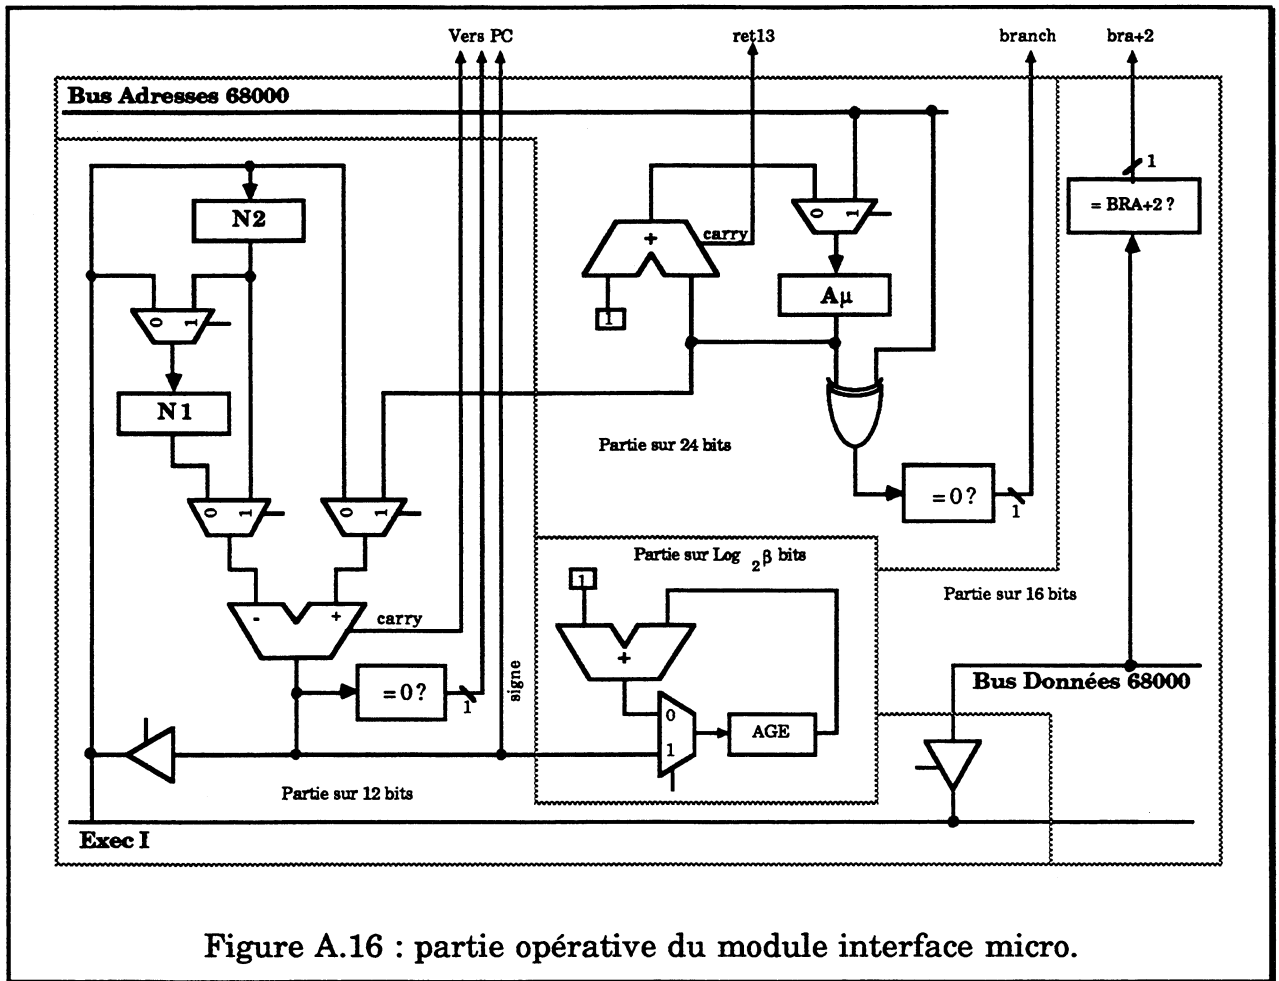 Vers PC
ret13
branch
bra+2
Bus Adresses 68000
1
= BRA+2 ?
N2
+
carry
0 1
1
Aμ
0 1
N1
Partie sur 24 bits
= 0 ?
1
0 1
0 1
Partie sur Log 2 β bits
1
Partie sur 16 bits
- +
carry
+
signe
= 0 ?
1
0
1
AGE
Bus Données 68000
Partie sur 12 bits
Exec I
Figure A.16 : partie opérative du module interface micro.